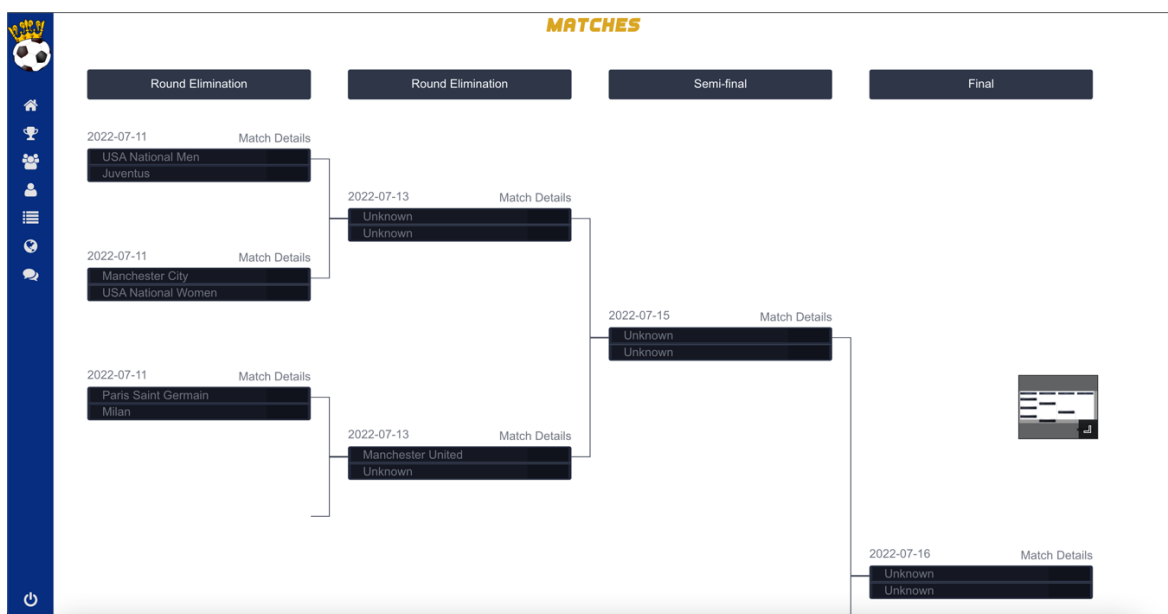 MATCHES
Round Elimination
Round Elimination
Semi-final
Final
2022-07-11 Match Details
USA National Men
Juventus
2022-07-13 Match Details
Unknown
Unknown
2022-07-11 Match Details
Manchester City
USA National Women
2022-07-15 Match Details
Unknown
Unknown
2022-07-11 Match Details
Paris Saint Germain
Milan
2022-07-13 Match Details
Manchester United
Unknown
2022-07-16 Match Details
Unknown
Unknown